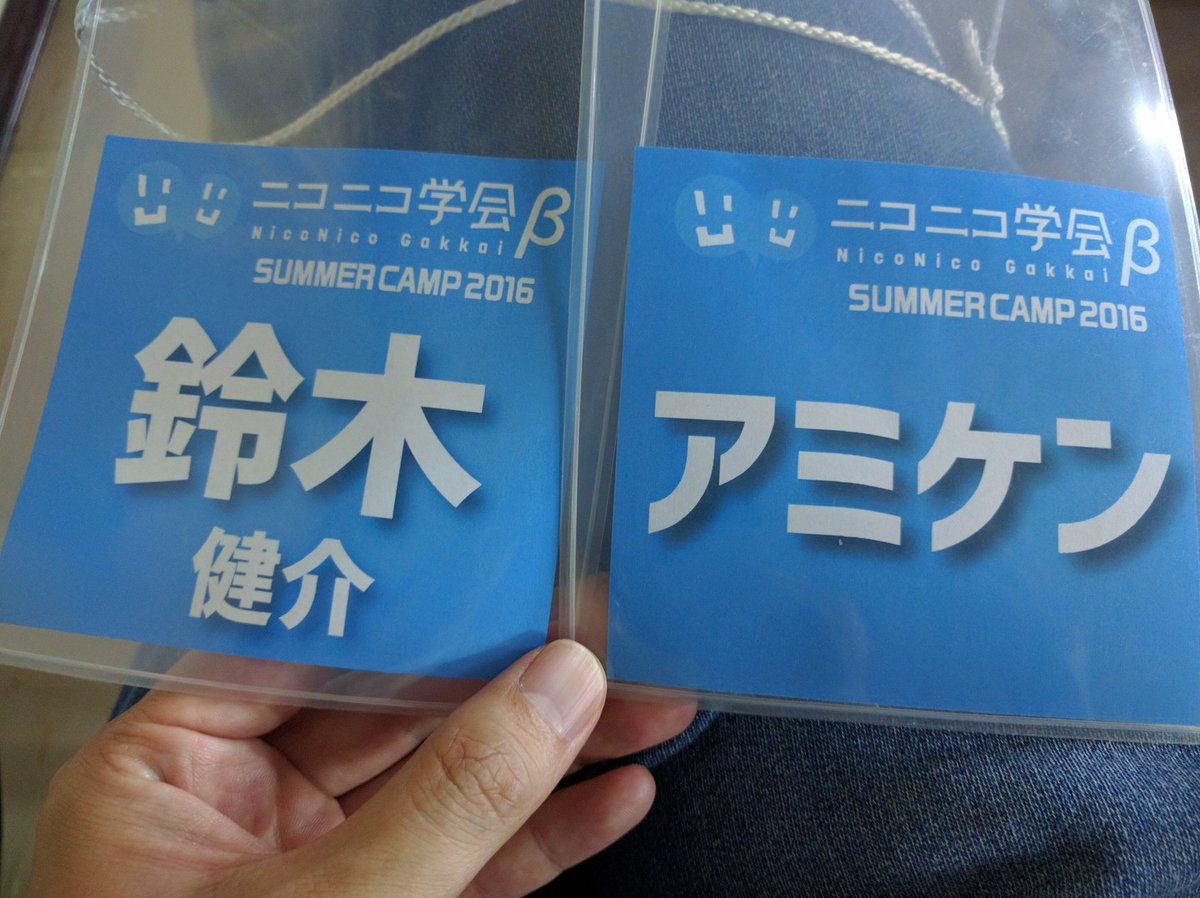 ニコニコ学会β
NicoNico Gakkai
SUMMER CAMP 2016
鈴木
健介
ニコニコ学会β
NicoNico Gakkai
SUMMER CAMP 2016
アミケン